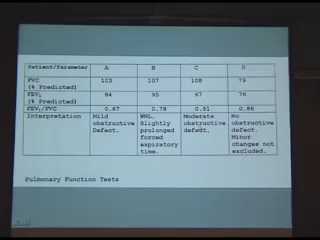 Patient/Parameter A B C D
FVC 103 107 108 79
(% Predicted)
FEV₁ 84 95 67 76
(% Predicted)
FEV₁/FVC 0.67 0.78 0.51 0.86
Interpretation Mild WNL. Moderate No
obstructive Slightly obstructive obstructive
Defect. prolonged defect. defect.
forced Minor
expiratory changes not
time. excluded.
Pulmonary Function Tests